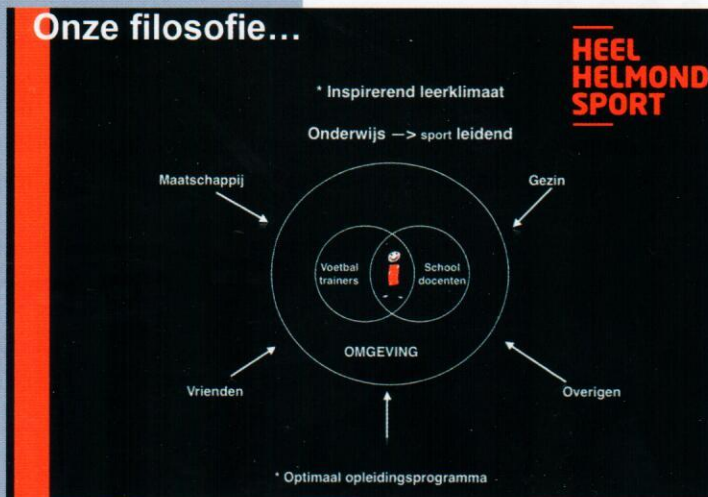 Onze filosofie...
HEEL
HELMOND
SPORT
* Inspirerend leerklimaat
Onderwijs —> sport leidend
Maatschappij
Gezin
Voetbal
trainers
School
docenten
OMGEVING
Vrienden
Overigen
* Optimaal opleidingsprogramma